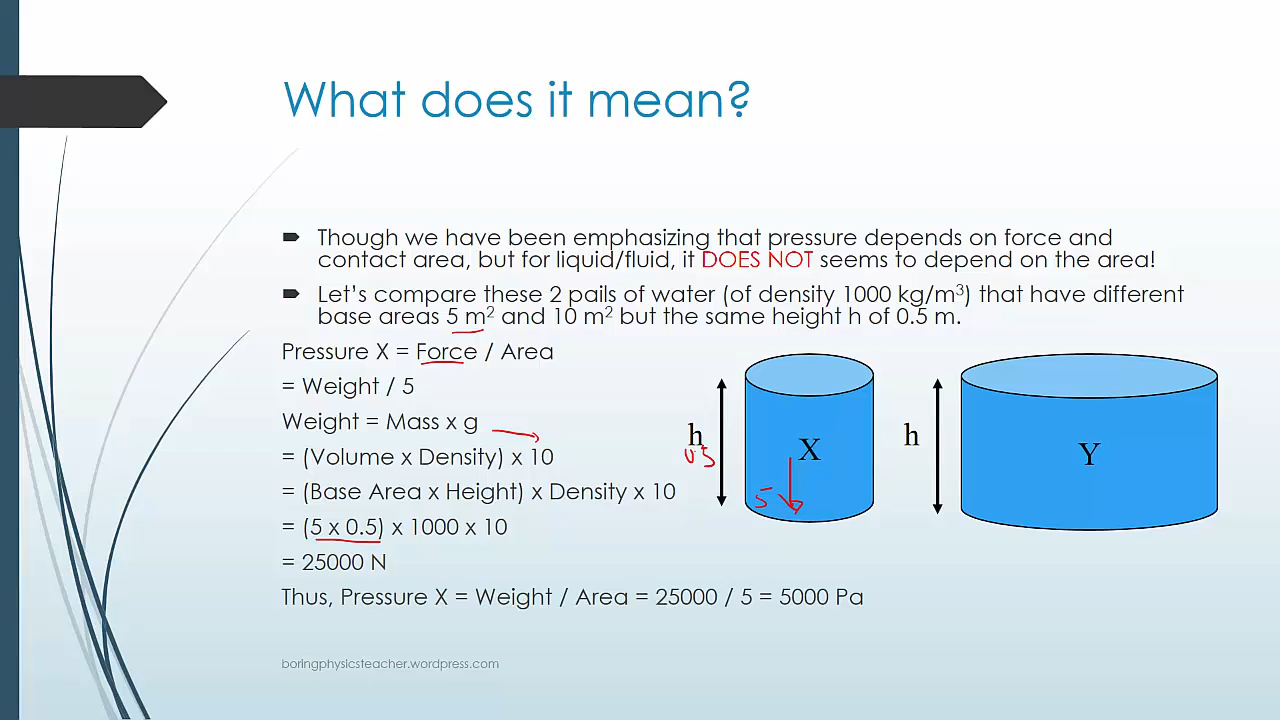 What does it mean?
Though we have been emphasizing that pressure depends on force and
contact area, but for liquid/fluid, it DOES NOT seems to depend on the area!
Let's compare these 2 pails of water (of density 1000 kg/m³) that have different
base areas 5 m² and 10 m² but the same height h of 0.5 m.
Pressure X = Force / Area
= Weight / 5
Weight = Mass x g
= (Volume x Density) x 10
= (Base Area x Height) x Density x 10
= (5 x 0.5) x 1000 x 10
= 25000 N
Thus, Pressure X = Weight / Area = 25000 / 5 = 5000 Pa
h
0.5
X
5
h
Y
boringphysicsteacher.wordpress.com